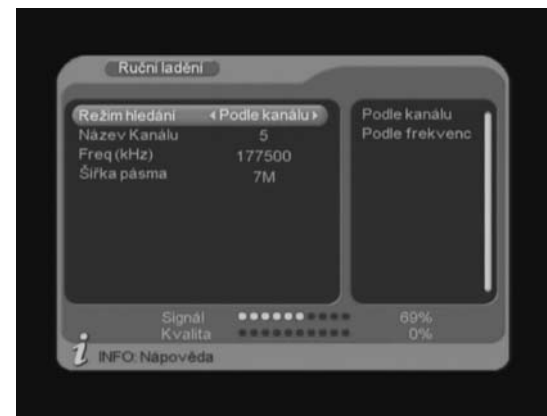 Ruční ladění
Režim hledání Podle kanálu
Název Kanálu 5
Freq (kHz) 177500
Šířka pásma 7M
Podle kanálu
Podle frekvenc
Signál 69%
Kvalita 0%
i INFO: Nápověda